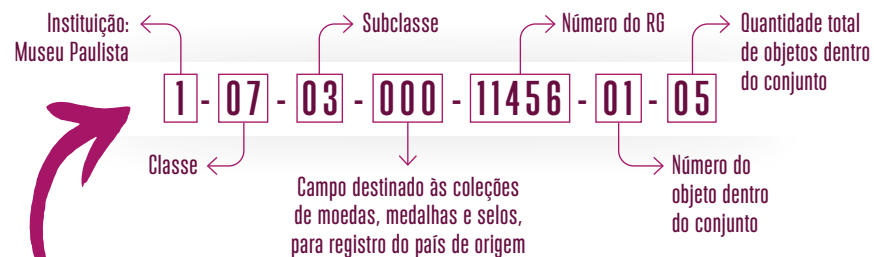 Instituição:
Museu Paulista
Subclasse
Número do RG
Quantidade total
de objetos dentro
do conjunto
1 - 07 - 03 - 000 - 11456 - 01 - 05
Classe
Campo destinado às coleções
de moedas, medalhas e selos,
para registro do país de origem
Número do
objeto dentro
do conjunto